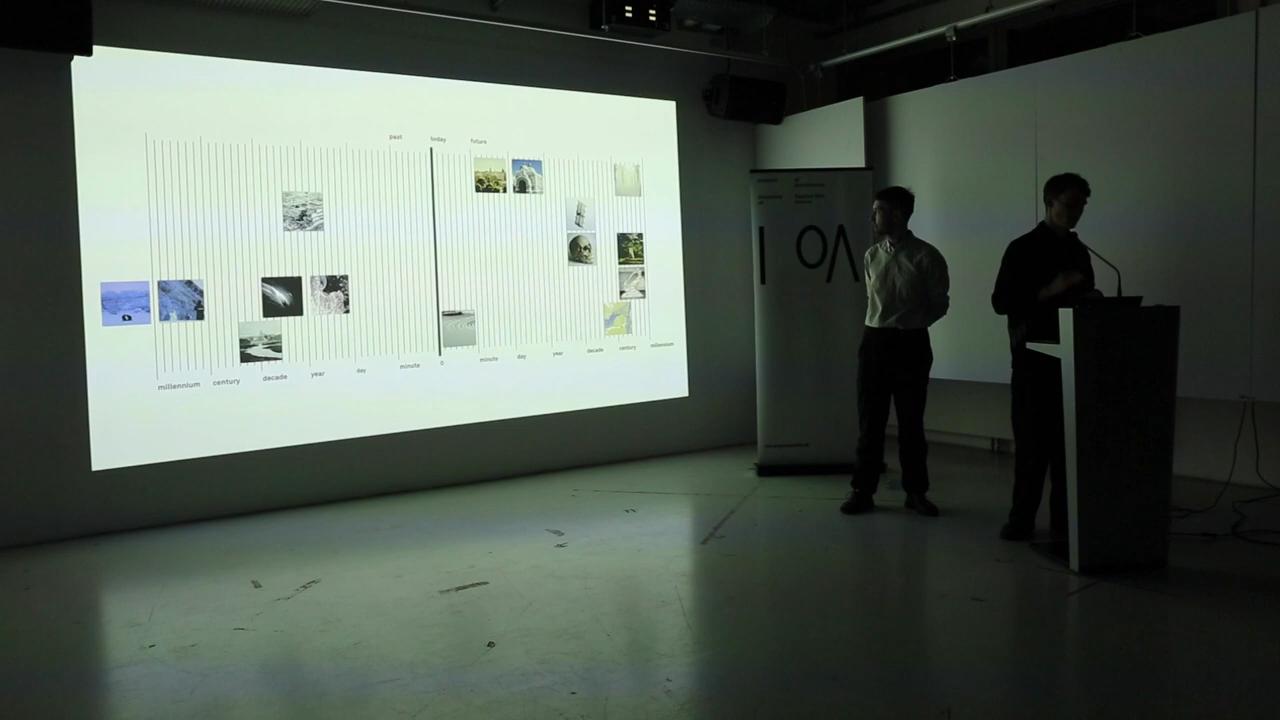 past today future
millennium century decade year day minute 0 minute day year decade century millennium
I OA